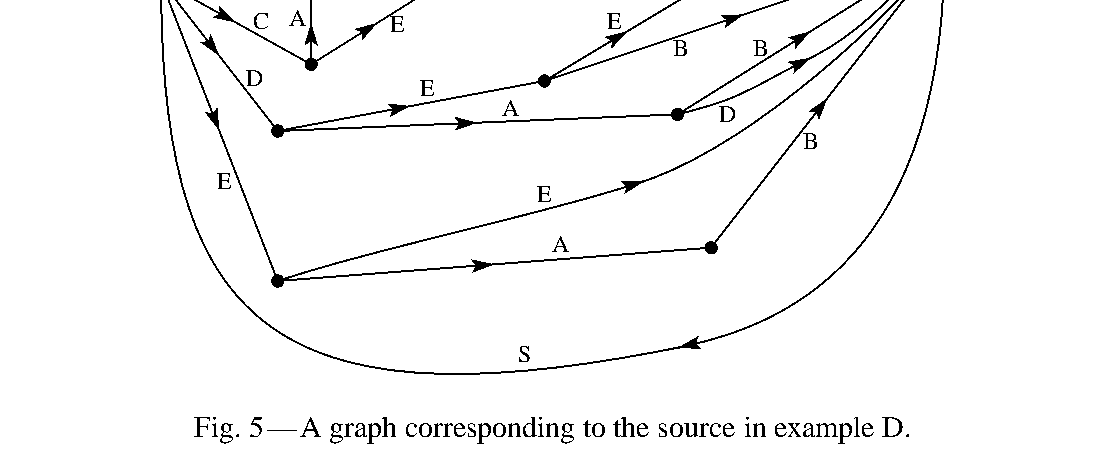 C A E
E
B
B
D
E
A
D
E
E
A
B
S
Fig. 5—A graph corresponding to the source in example D.